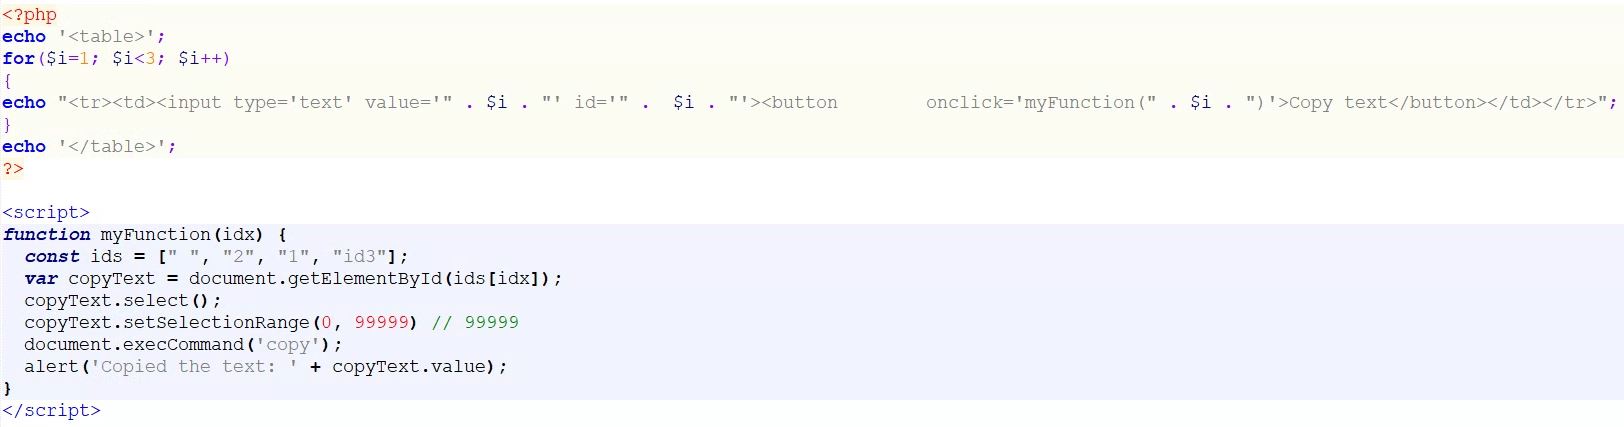 <?php
echo '<table>';
for($i=1; $i<3; $i++)
{
echo "<tr><td><input type='text' value='" . $i . "' id='" .  $i . "'><button        onclick='myFunction(" . $i . ")'>Copy text</button></td></tr>";
}
echo '</table>';
?>

<script>
function myFunction(idx) {
  const ids = [" ", "2", "1", "id3"];
  var copyText = document.getElementById(ids[idx]);
  copyText.select();
  copyText.setSelectionRange(0, 99999) // 99999
  document.execCommand('copy');
  alert('Copied the text: ' + copyText.value);
}
</script>